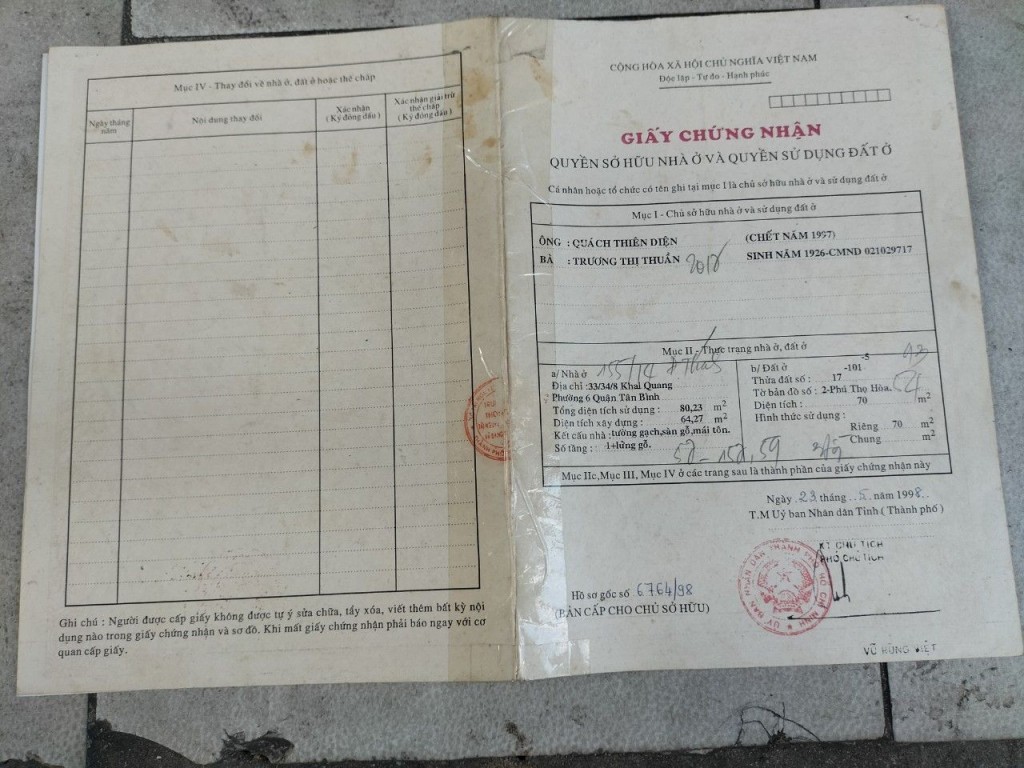 Mục IV - Thay đổi về nhà ở, đất ở hoặc thế chấp
Ngày tháng năm
Nội dung thay đổi
Xác nhận (Ký đóng dấu)
Xác nhận giải trừ thế chấp (Ký đóng dấu)
Ghi chú : Người được cấp giấy không được tự ý sửa chữa, tẩy xóa, viết thêm bất kỳ nội
dung nào trong giấy chứng nhận và sơ đồ. Khi mất giấy chứng nhận phải báo ngay với cơ
quan cấp giấy.
CỘNG HÒA XÃ HỘI CHỦ NGHĨA VIỆT NAM
Độc lập - Tự do - Hạnh phúc
GIẤY CHỨNG NHẬN
QUYỀN SỞ HỮU NHÀ Ở VÀ QUYỀN SỬ DỤNG ĐẤT Ở
Cá nhân hoặc tổ chức có tên ghi tại mục I là chủ sở hữu nhà ở và sử dụng đất ở
Mục I - Chủ sở hữu nhà ở và sử dụng đất ở
ÔNG : QUÁCH THIÊN DIỆN (CHẾT NĂM 1997)
BÀ : TRƯƠNG THỊ THUẦN SINH NĂM 1926-CMND 021029717
Mục II - Thực trạng nhà ở, đất ở
a/ Nhà ở
Địa chỉ :33/34/8 Khai Quang
Phường 6 Quận Tân Bình
Tổng diện tích sử dụng : 80,23 m²
Diện tích xây dựng : 64,27 m²
Kết cấu nhà :tường gạch,sàn gỗ,mái tôn.
Số tầng : 1+lửng gỗ.
b/ Đất ở -101- 5
Thửa đất số : 17
Tờ bản đồ số : 2-Phú Thọ Hòa.
Diện tích : 70 m²
Hình thức sử dụng :
Riêng 70 m²
Chung m²
Mục IIc,Mục III, Mục IV ở các trang sau là thành phần của giấy chứng nhận này
Ngày 23 tháng 5 năm 1998
T.M Uỷ ban Nhân dân Tỉnh ( Thành phố )
KT CHỦ TỊCH
PHÓ CHỦ TỊCH
Hồ sơ gốc số 6764/98
(BẢN CẤP CHO CHỦ SỞ HỮU)
VŨ HÙNG VIỆT